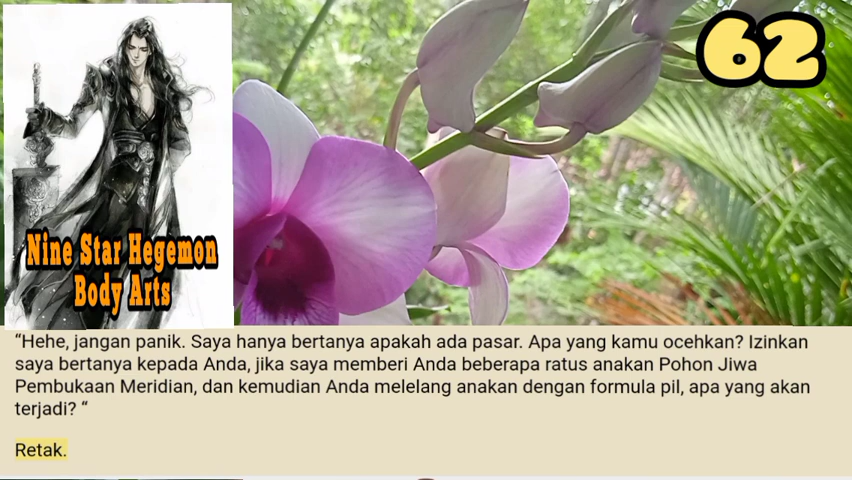 62
Nine Star Hegemon
Body Arts
“Hehe, jangan panik. Saya hanya bertanya apakah ada pasar. Apa yang kamu ocehkan? Izinkan
saya bertanya kepada Anda, jika saya memberi Anda beberapa ratus anakan Pohon Jiwa
Pembukaan Meridian, dan kemudian Anda melelang anakan dengan formula pil, apa yang akan
terjadi? “
Retak.